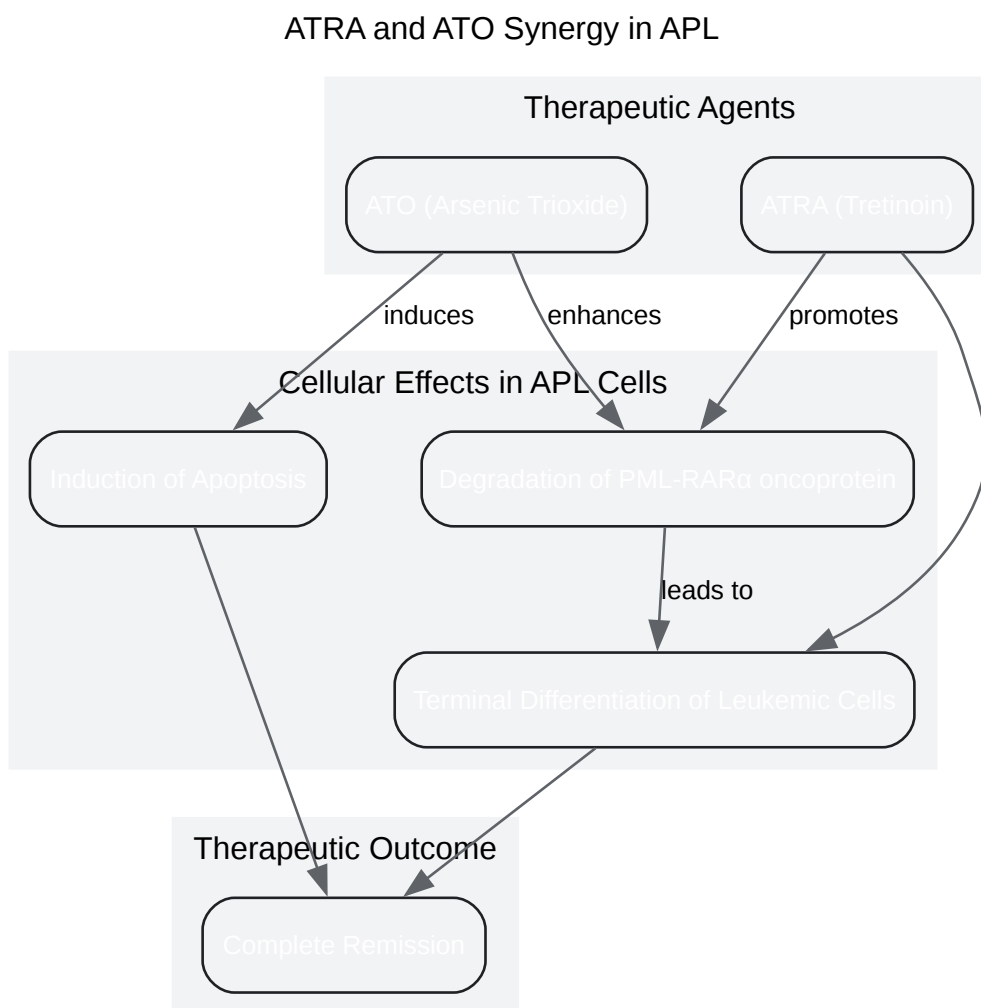 ATRA and ATO Synergy in APL
Therapeutic Agents
ATO (Arsenic Trioxide)
ATRA (Tretinoin)
induces
enhances
promotes
Cellular Effects in APL Cells
Induction of Apoptosis
Degradation of PML-RARα oncoprotein
leads to
Terminal Differentiation of Leukemic Cells
Therapeutic Outcome
Complete Remission